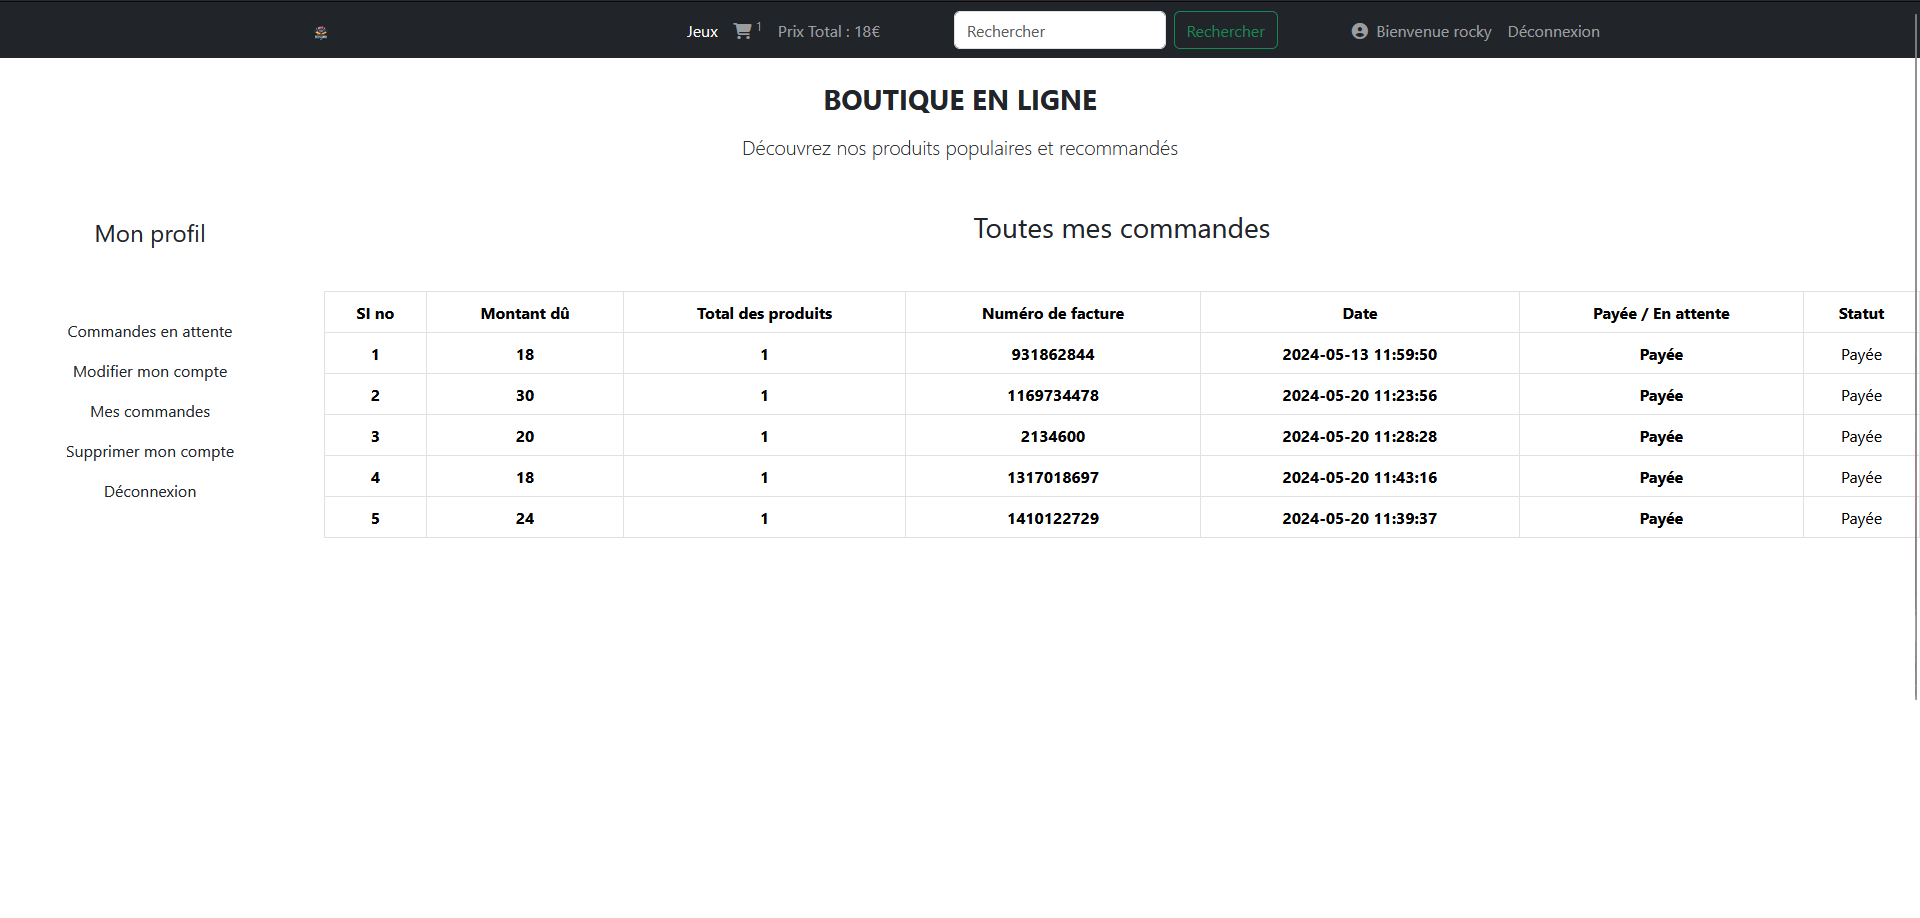 Jeux 1 Prix Total : 18€ Rechercher Rechercher Bienvenue rocky Déconnexion
BOUTIQUE EN LIGNE
Découvrez nos produits populaires et recommandés
Mon profil
Commandes en attente
Modifier mon compte
Mes commandes
Supprimer mon compte
Déconnexion
Toutes mes commandes
SI no Montant dû Total des produits Numéro de facture Date Payée / En attente Statut
1 18 1 931862844 2024-05-13 11:59:50 Payée Payée
2 30 1 1169734478 2024-05-20 11:23:56 Payée Payée
3 20 1 2134600 2024-05-20 11:28:28 Payée Payée
4 18 1 1317018697 2024-05-20 11:43:16 Payée Payée
5 24 1 1410122729 2024-05-20 11:39:37 Payée Payée